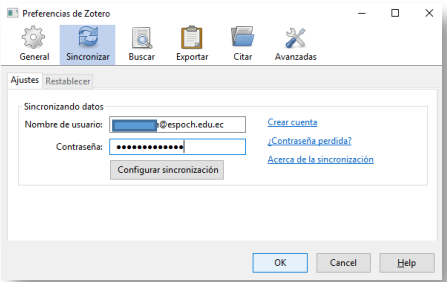 Preferencias de Zotero
General Sincronizar Buscar Exportar Citar Avanzadas
Ajustes Restablecer
Sincronizando datos
Nombre de usuario: @espoch.edu.ec Crear cuenta
Contraseña: ●●●●●●●●●●●●● ¿Contraseña perdida?
Configurar sincronización Acerca de la sincronización
OK Cancel Help